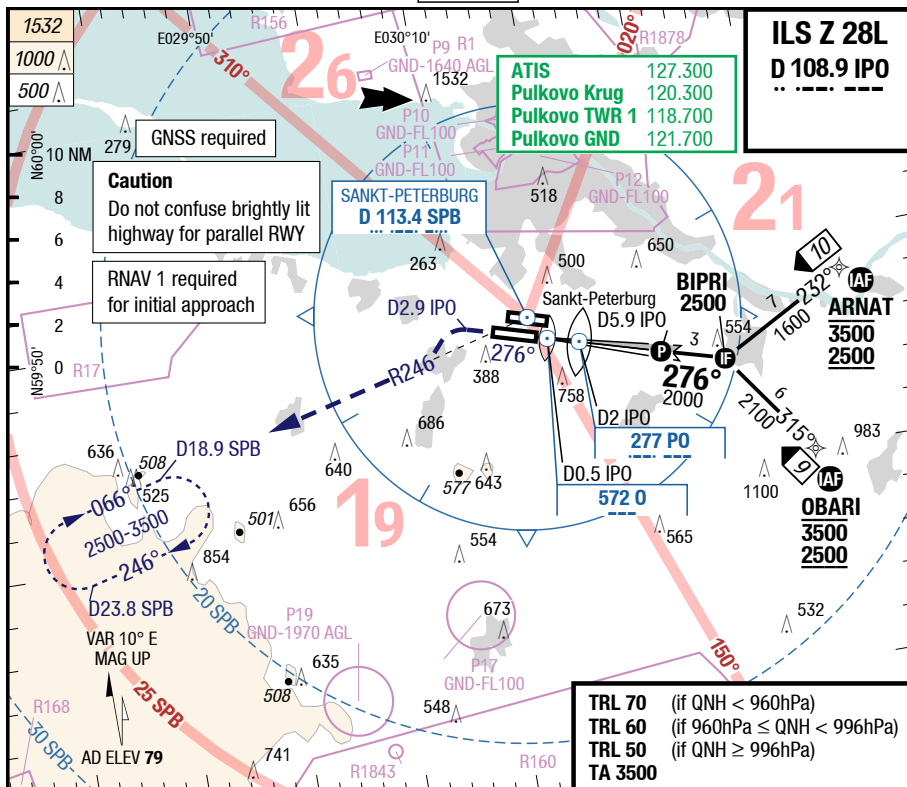 1532
1000
500
E029°50'
E030°10'
R156
310°
26
P9 R1
GND-1640 AGL
1532
020°
R1878
ILS Z 28L
D 108.9 IPO
ATIS 127.300
Pulkovo Krug 120.300
Pulkovo TWR 1 118.700
Pulkovo GND 121.700
N60°00'
10 NM
8
6
4
2
0
N59°50'
279
GNSS required
P10
GND-FL100
P11
GND-FL100
P12
GND-FL100
518
21
Caution
Do not confuse brightly lit
highway for parallel RWY
SANKT-PETERBURG
D 113.4 SPB
263
RNAV 1 required
for initial approach
500
650
BIPRI
2500
10
232°
7
1600
IAF
ARNAT
3500
2500
D2.9 IPO
Sankt-Peterburg
D5.9 IPO
554
3
P
IF
276°
276°
2000
R246
R17
388
758
6
315°
2100
9
IAF
OBARI
3500
2500
983
1100
D2 IPO
277 PO
D0.5 IPO
572 O
686
640
636
508
525
D18.9 SPB
066°
2500-3500
246°
D23.8 SPB
501
656
577
643
19
854
554
565
20 SPB
VAR 10° E
MAG UP
P19
GND-1970 AGL
673
P17
GND-FL100
532
150°
635
508
25 SPB
R168
30 SPB
AD ELEV 79
741
548
R1843
R160
TRL 70 (if QNH < 960hPa)
TRL 60 (if 960hPa ≤ QNH < 996hPa)
TRL 50 (if QNH ≥ 996hPa)
TA 3500